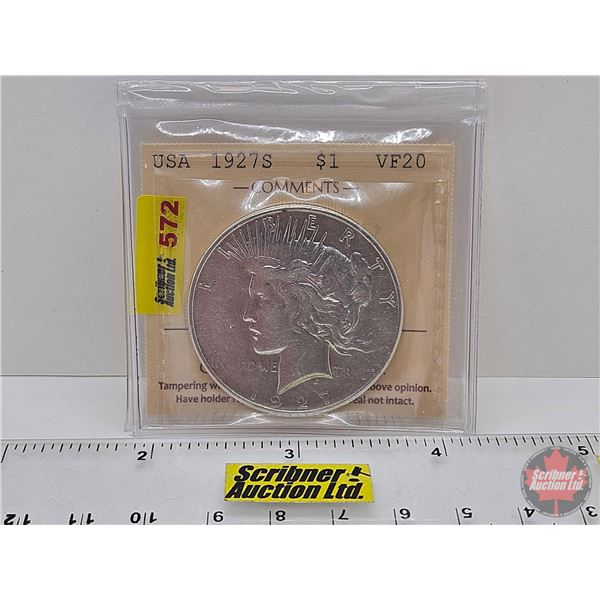 USA 1927S $1 VF20
COMMENTS
572
Scribner
Auction Ltd.
LIBERTY
TR
1927
Tampering w
bove opinion.
Have holder
eal not intact.
2 3 4 5
Scribner
Auction Ltd.
Scribner
Auction Ltd.
12 11 10 9 8 7 6 5 4 3